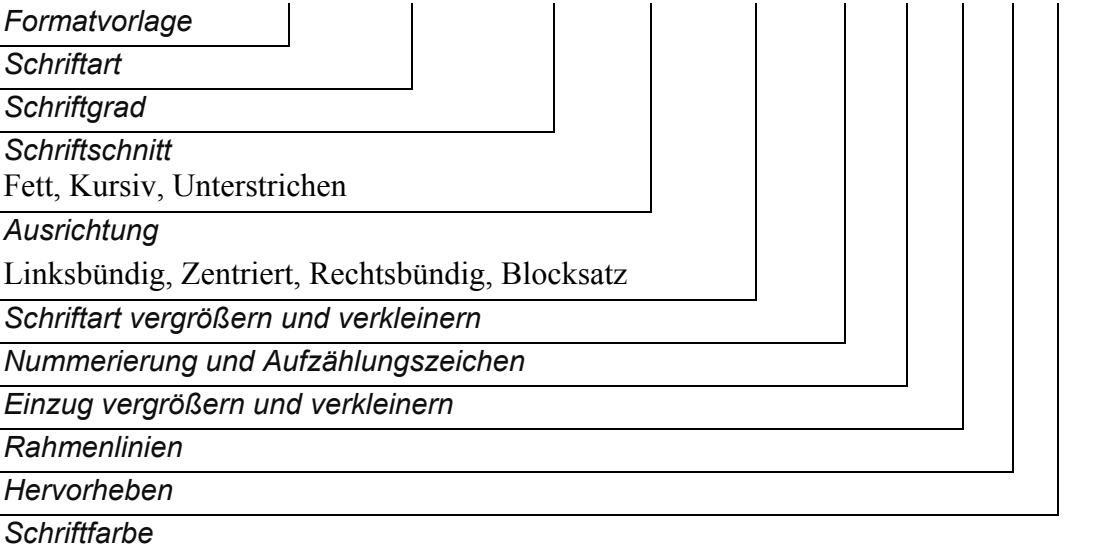 Formatvorlage
Schriftart
Schriftgrad
Schriftschnitt
Fett, Kursiv, Unterstrichen
Ausrichtung
Linksbündig, Zentriert, Rechtsbündig, Blocksatz
Schriftart vergrößern und verkleinern
Nummerierung und Aufzählungszeichen
Einzug vergrößern und verkleinern
Rahmenlinien
Hervorheben
Schriftfarbe